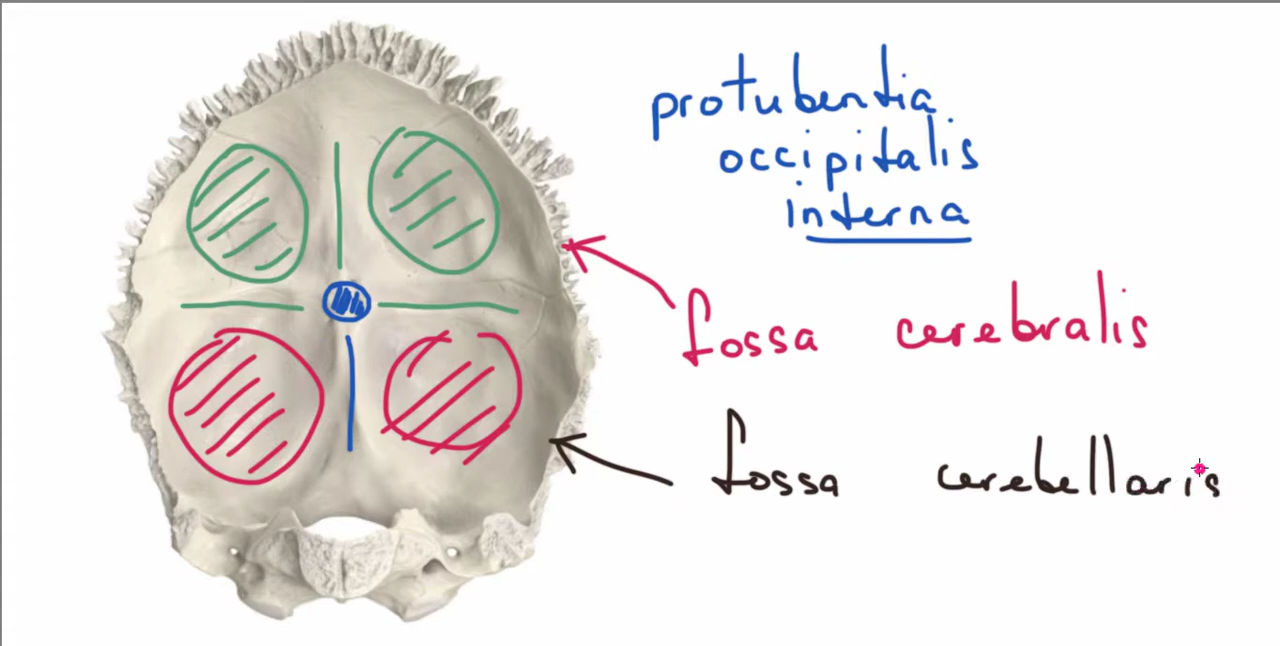 protubentia
occipitalis
interna
fossa cerebralis
fossa cerebellaris